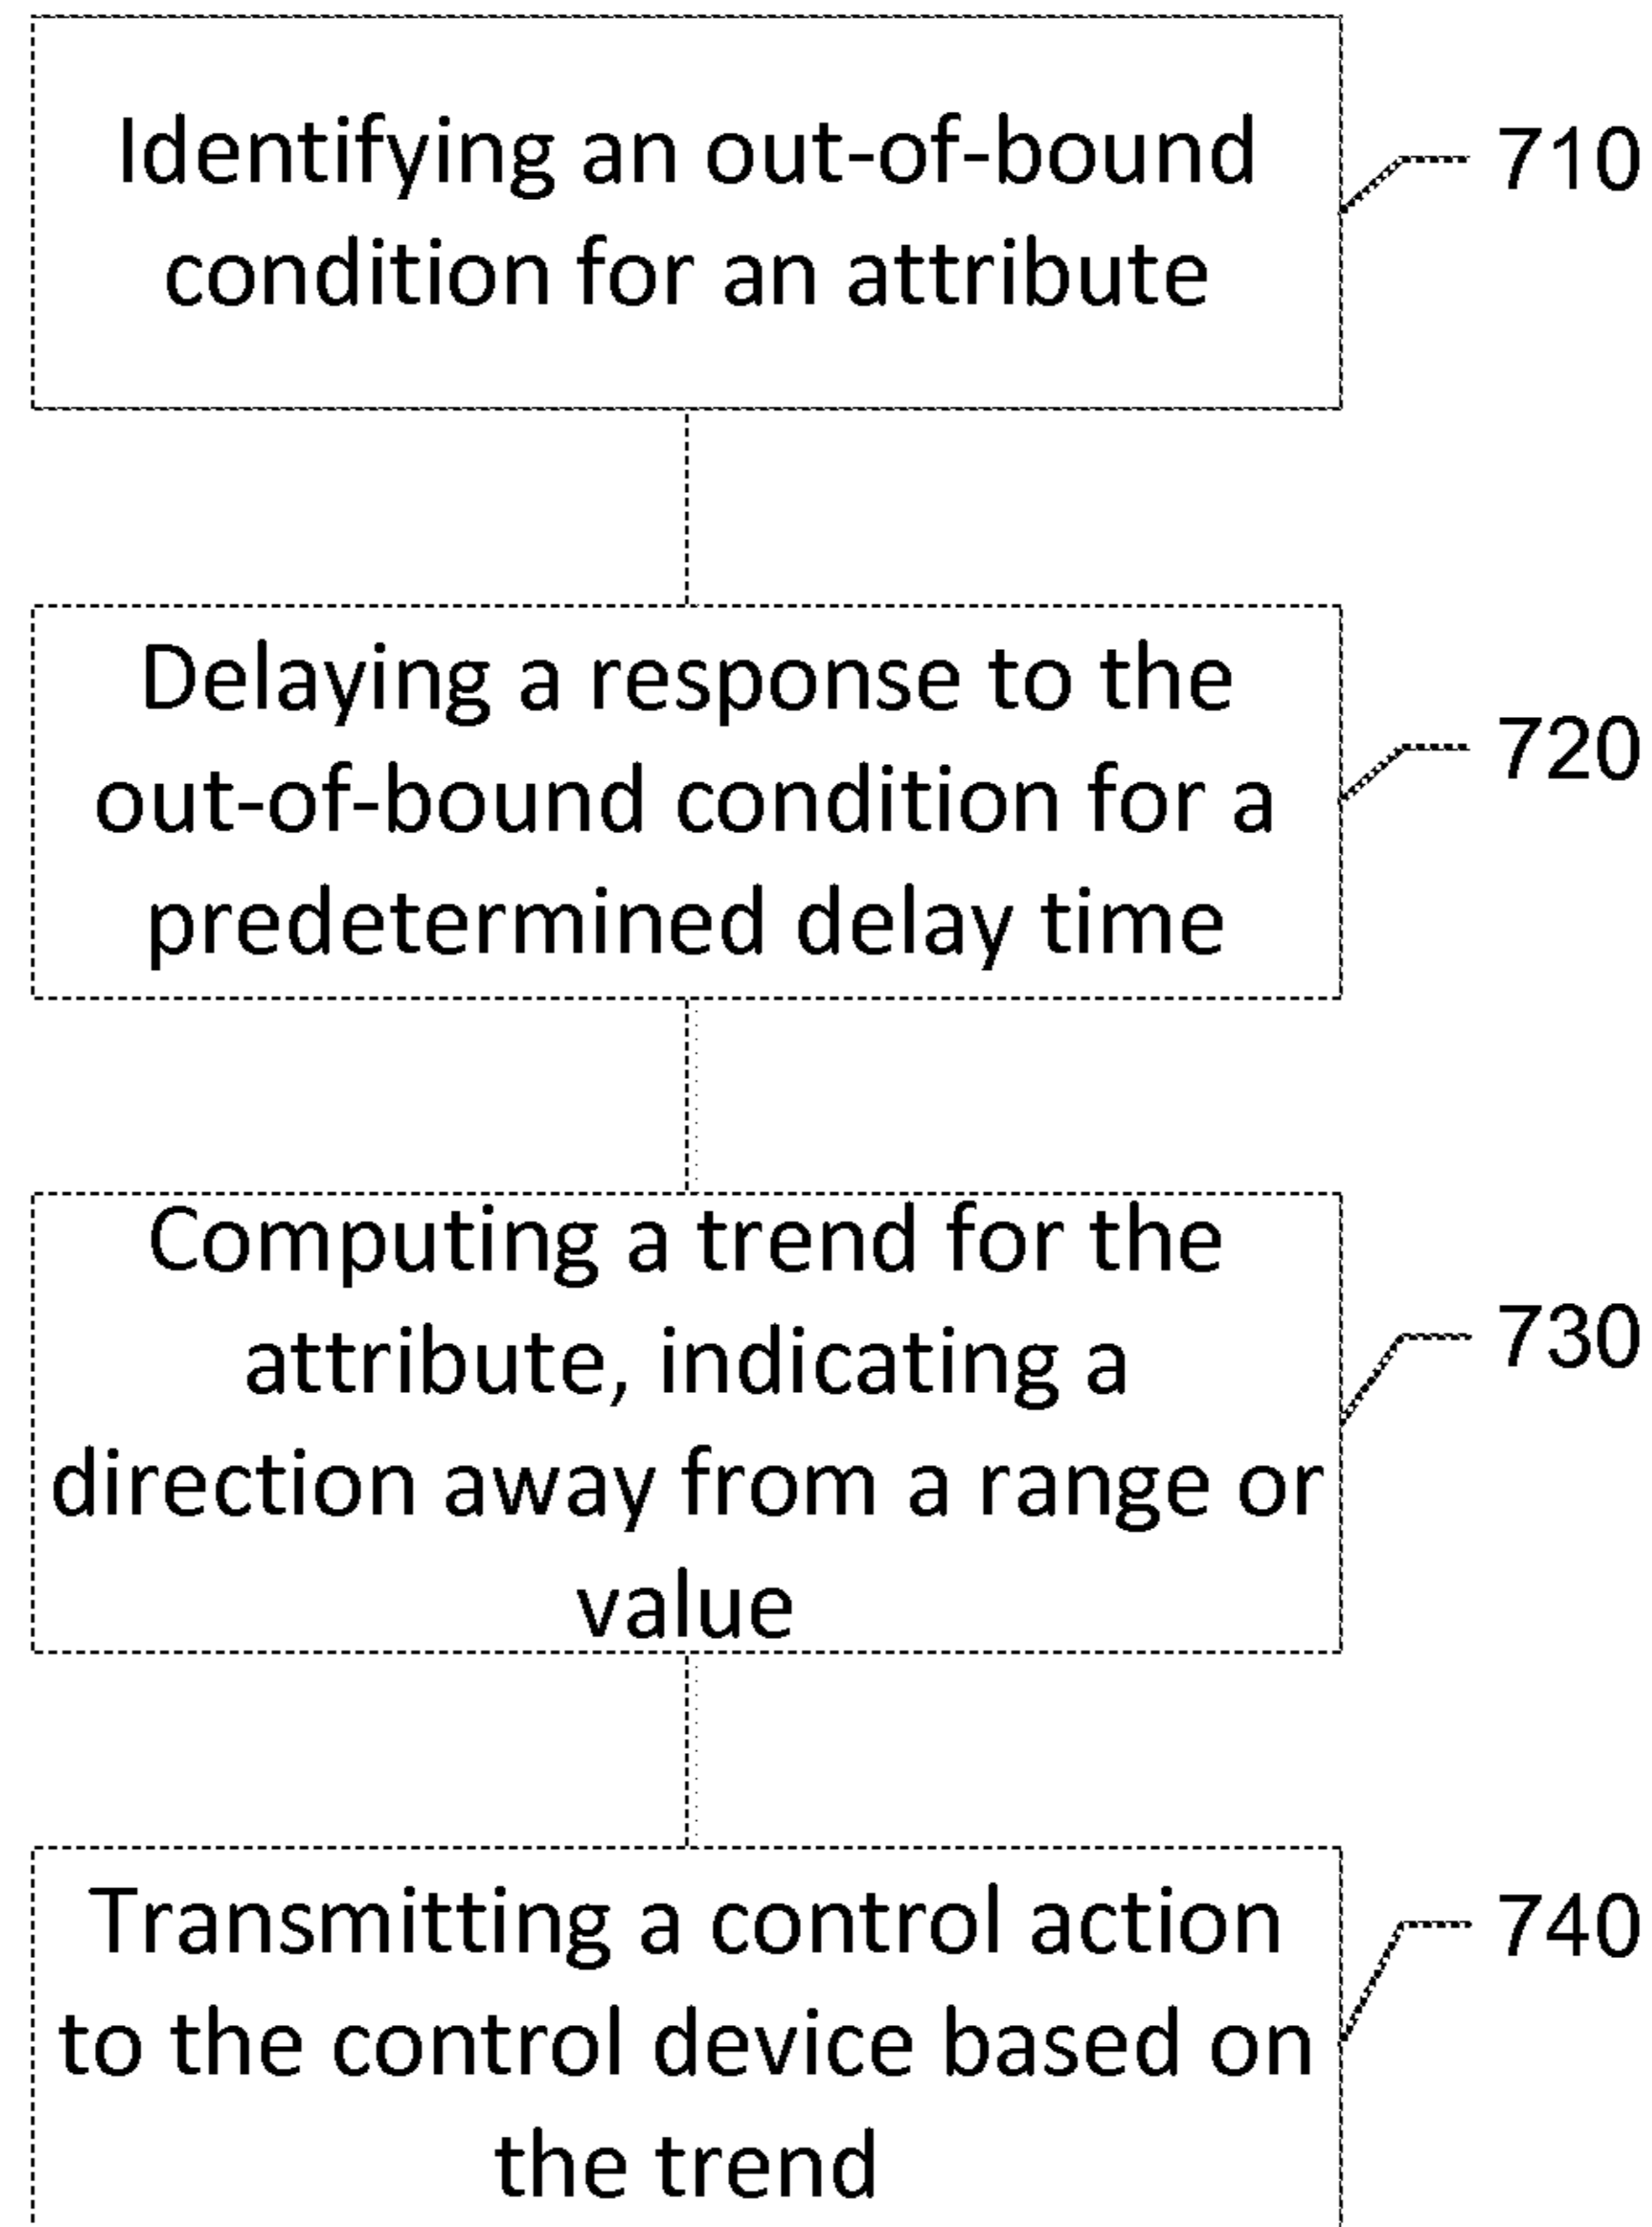 Identifying an out-of-bound
condition for an attribute
710
Delaying a response to the
out-of-bound condition for a
predetermined delay time
720
Computing a trend for the
attribute, indicating a
direction away from a range or
value
730
Transmitting a control action
to the control device based on
the trend
740